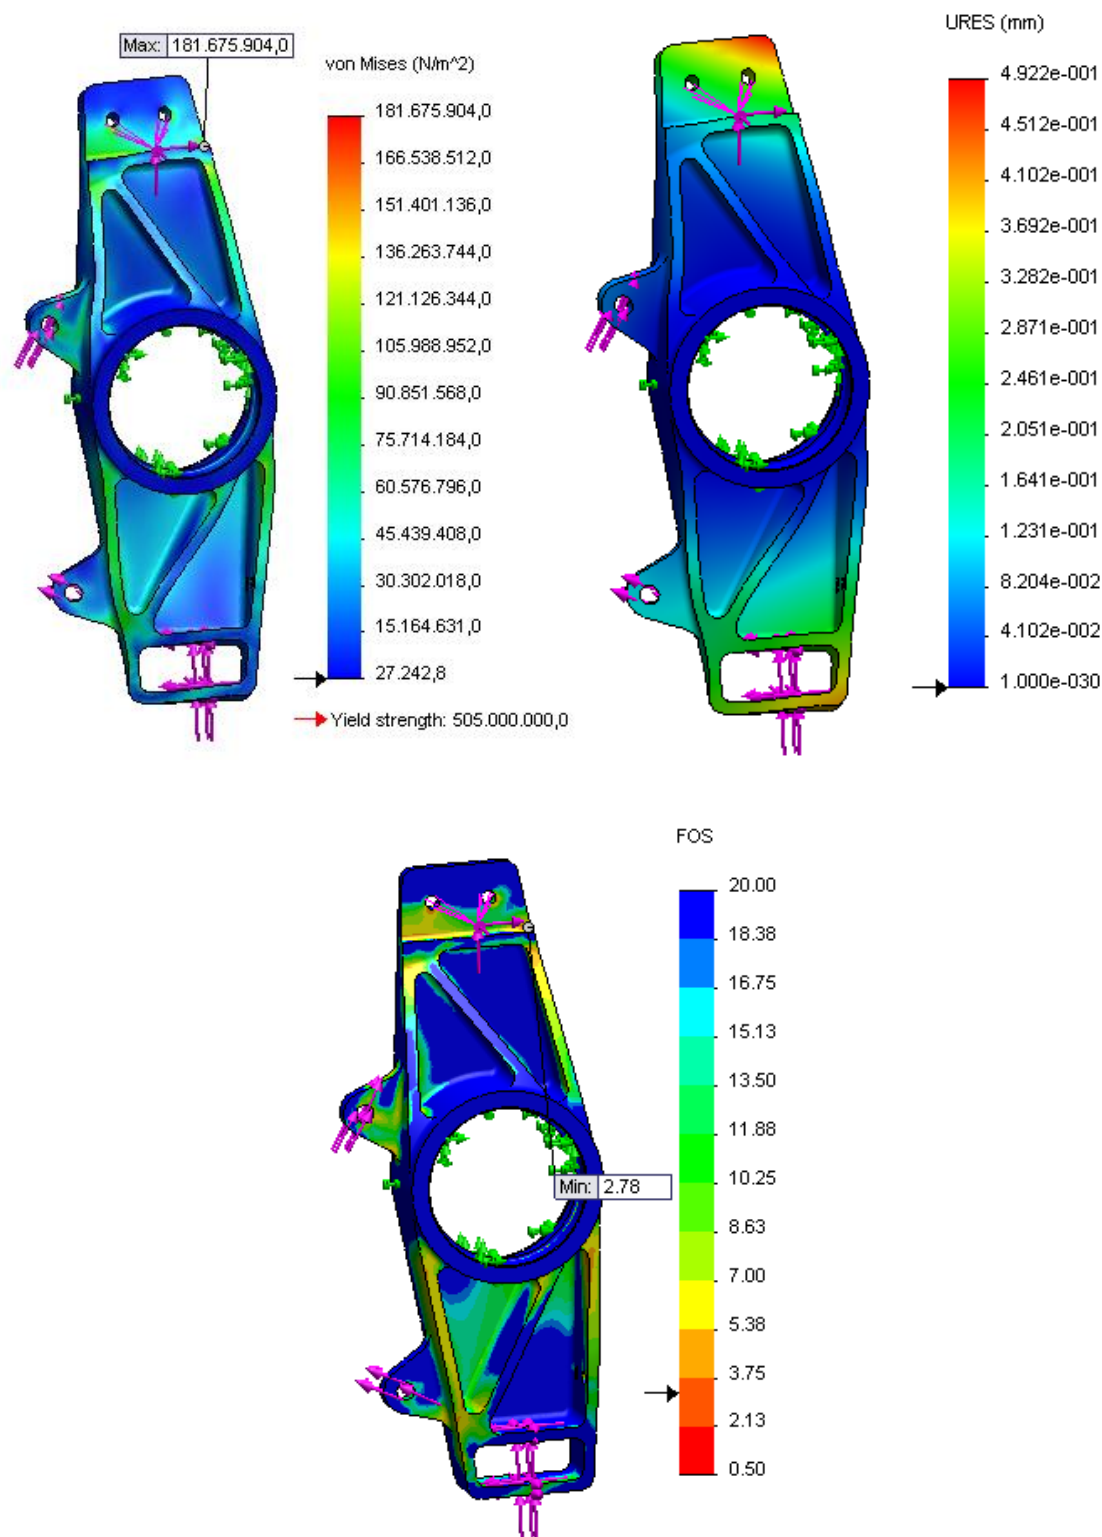 Max: 181.675.904,0
von Mises (N/m^2)
181.675.904,0
166.538.512,0
151.401.136,0
136.263.744,0
121.126.344,0
105.988.952,0
90.851.568,0
75.714.184,0
60.576.796,0
45.439.408,0
30.302.018,0
15.164.631,0
27.242,8
Yield strength: 505.000.000,0
URES (mm)
4.922e-001
4.512e-001
4.102e-001
3.692e-001
3.282e-001
2.871e-001
2.461e-001
2.051e-001
1.641e-001
1.231e-001
8.204e-002
4.102e-002
1.000e-030
FOS
20.00
18.38
16.75
15.13
13.50
11.88
10.25
8.63
7.00
5.38
3.75
2.13
0.50
Min: 2.78